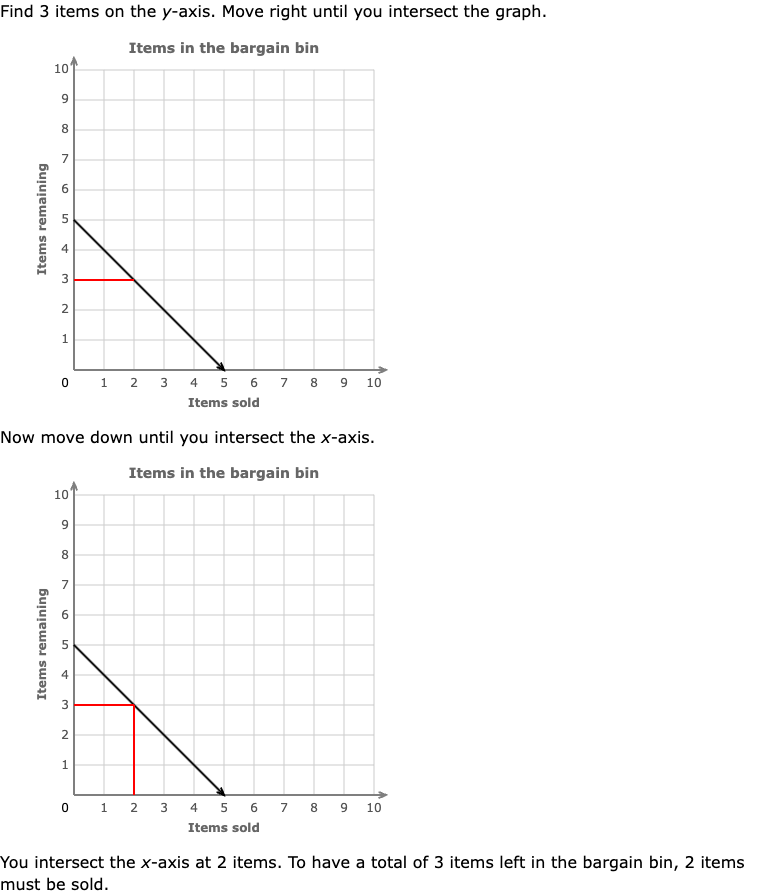 Find 3 items on the y-axis. Move right until you intersect the graph.
Items in the bargain bin
10
9
8
7
6
5
4
3
2
1
Items remaining
0 1 2 3 4 5 6 7 8 9 10
Items sold
Now move down until you intersect the x-axis.
Items in the bargain bin
10
9
8
7
6
5
4
3
2
1
Items remaining
0 1 2 3 4 5 6 7 8 9 10
Items sold
You intersect the x-axis at 2 items. To have a total of 3 items left in the bargain bin, 2 items
must be sold.